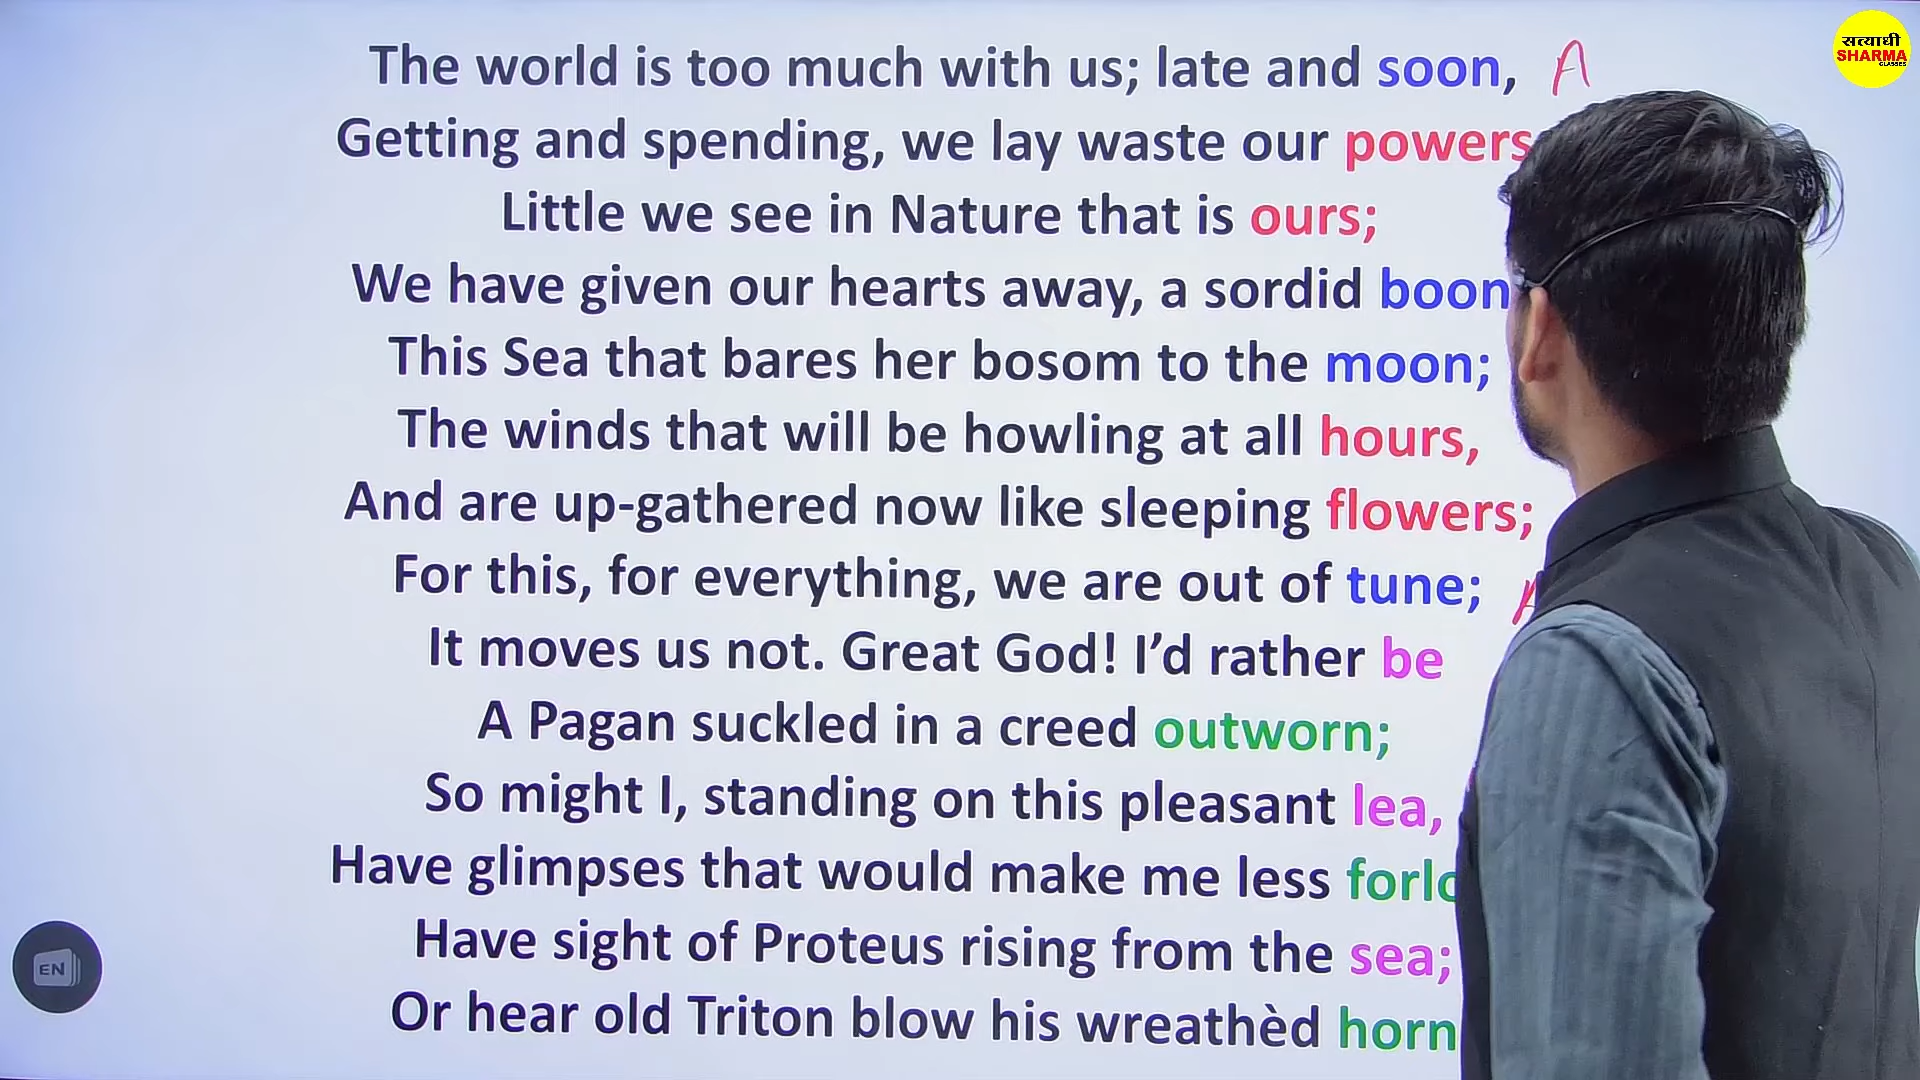 The world is too much with us; late and soon, A
Getting and spending, we lay waste our powers
Little we see in Nature that is ours;
We have given our hearts away, a sordid boon
This Sea that bares her bosom to the moon;
The winds that will be howling at all hours,
And are up-gathered now like sleeping flowers;
For this, for everything, we are out of tune;
It moves us not. Great God! I’d rather be
A Pagan suckled in a creed outworn;
So might I, standing on this pleasant lea,
Have glimpses that would make me less
Have sight of Proteus rising from the sea;
Or hear old Triton blow his wreathèd horn
सत्यार्थी
SHARMA
CLASSES
EN